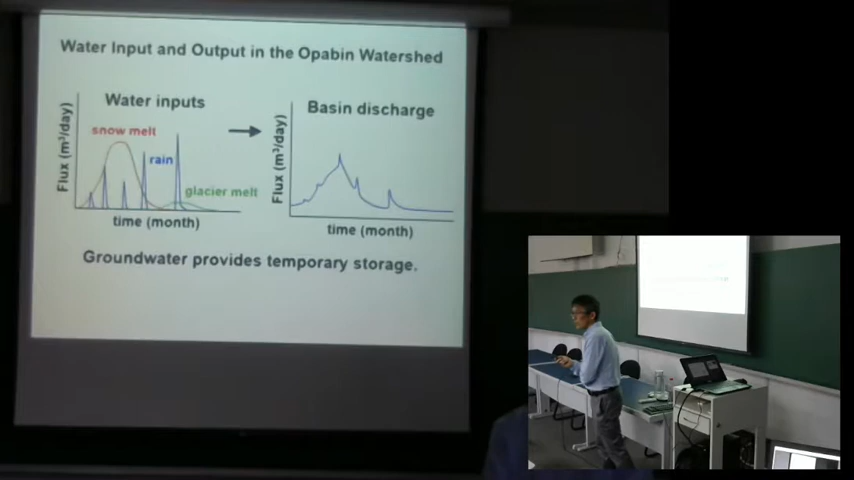 Water Input and Output in the Opabin Watershed
Water inputs
Flux (m³/day)
snow melt
rain
glacier melt
time (month)
Basin discharge
Flux (m³/day)
time (month)
Groundwater provides temporary storage.